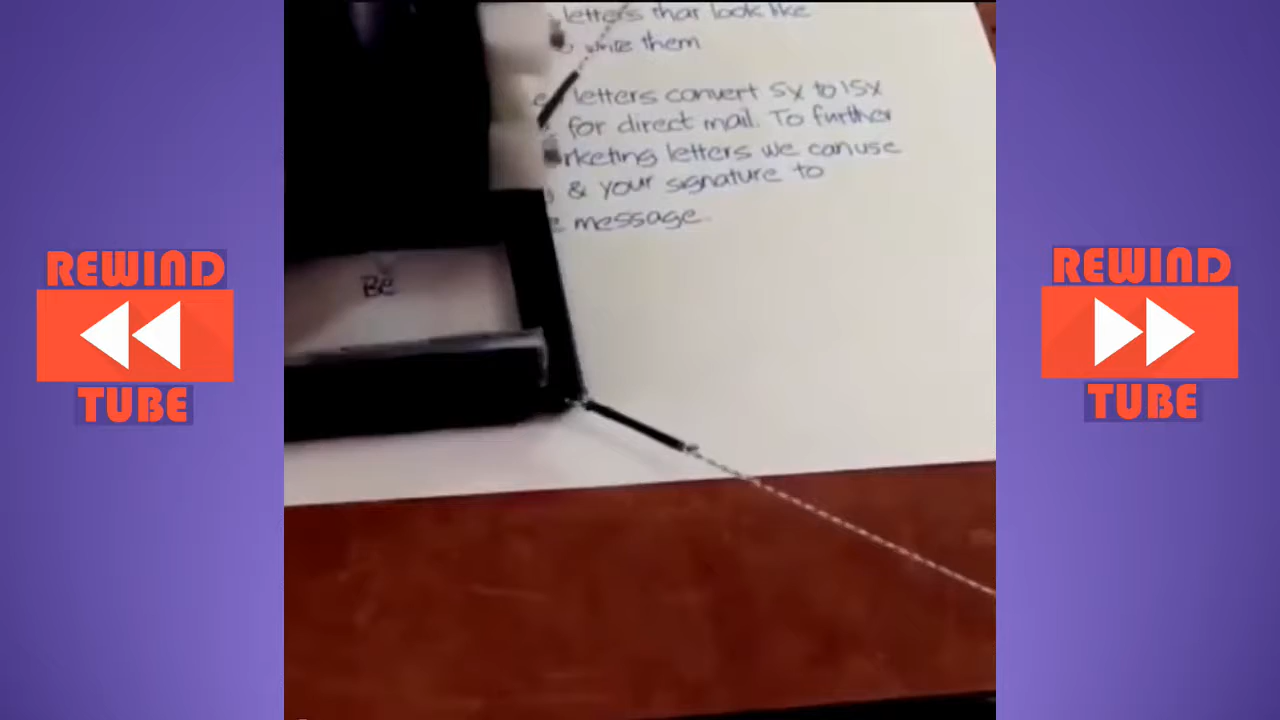 REWIND
TUBE
letters that look like
write them
letters convert 5x to 15x
for direct mail. To further
rketing letters we can use
& your signature to
message.
Be
REWIND
TUBE